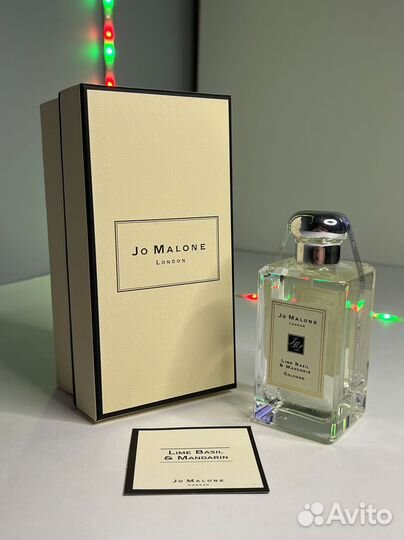 JO MALONE
LONDON
JO MALONE
LONDON
LIME BASIL
& MANDARIN
COLOGNE
LIME BASIL
& MANDARIN
JO MALONE
LONDON
Avito